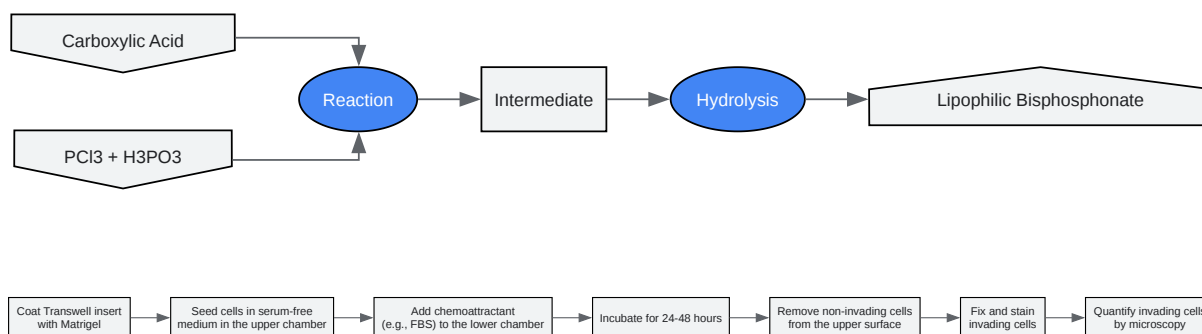 Carboxylic Acid
PCl3 + H3PO3
Reaction
Intermediate
Hydrolysis
Lipophilic Bisphosphonate
Coat Transwell insert
with Matrigel
Seed cells in serum-free
medium in the upper chamber
Add chemoattractant
(e.g., FBS) to the lower chamber
Incubate for 24-48 hours
Remove non-invading cells
from the upper surface
Fix and stain
invading cells
Quantify invading cells
by microscopy